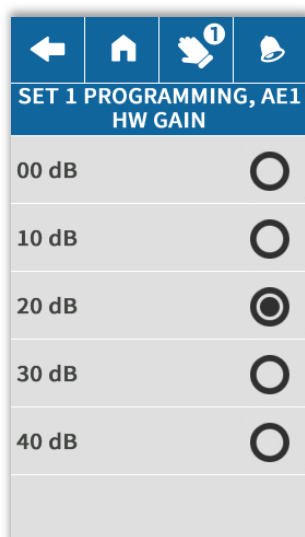 1
SET 1 PROGRAMMING, AE1
HW GAIN
00 dB
10 dB
20 dB
30 dB
40 dB